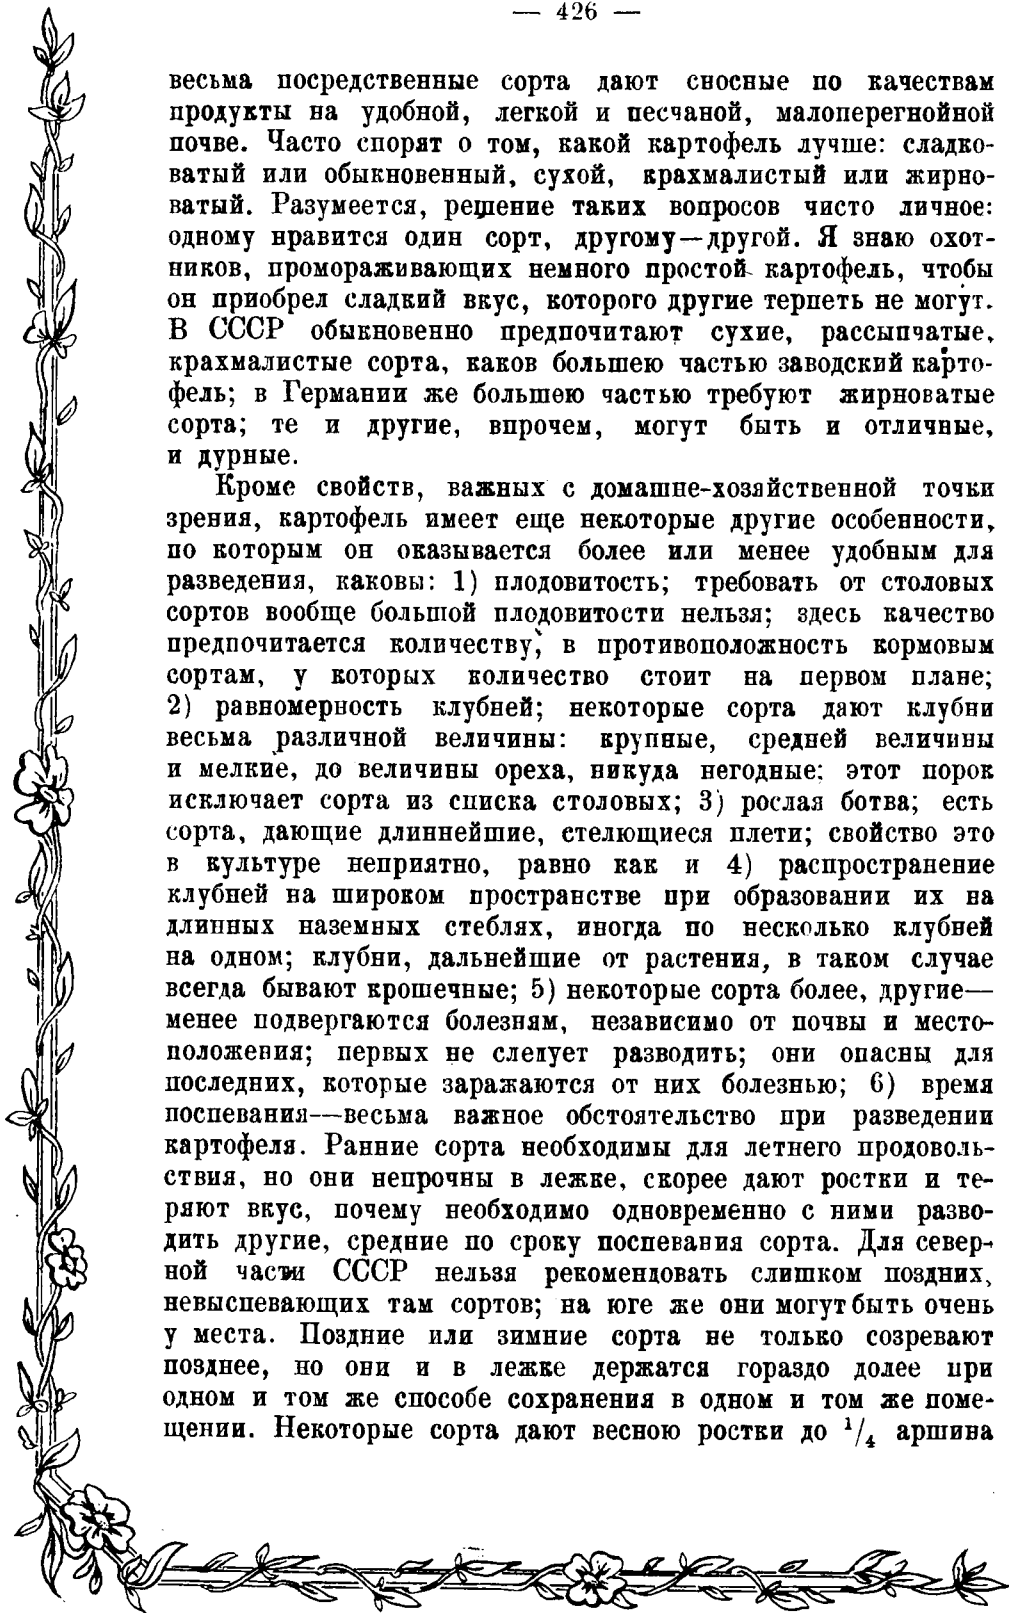 — 426 —
весьма посредственные сорта дают сносные по качествам
продукты на удобной, легкой и песчаной, малоперегнойной
почве. Часто спорят о том, какой картофель лучше: сладко-
ватый или обыкновенный, сухой, крахмалистый или жирно-
ватый. Разумеется, решение таких вопросов чисто личное:
одному нравится один сорт, другому—другой. Я знаю охот-
ников, промораживающих немного простой картофель, чтобы
он приобрел сладкий вкус, которого другие терпеть не могут.
В СССР обыкновенно предпочитают сухие, рассыпчатые,
крахмалистые сорта, каков большею частью заводский карто-
фель; в Германии же большею частью требуют жирноватые
сорта; те и другие, впрочем, могут быть и отличные,
и дурные.
Кроме свойств, важных с домашне-хозяйственной точки
зрения, картофель имеет еще некоторые другие особенности,
по которым он оказывается более или менее удобным для
разведения, каковы: 1) плодовитость; требовать от столовых
сортов вообще большой плодовитости нельзя; здесь качество
предпочитается количеству, в противоположность кормовым
сортам, у которых количество стоит на первом плане;
2) равномерность клубней; некоторые сорта дают клубни
весьма различной величины: крупные, средней величины
и мелкие, до величины ореха, никуда негодные; этот порок
исключает сорта из списка столовых; 3) рослая ботва; есть
сорта, дающие длиннейшие, стелющиеся плети; свойство это
в культуре неприятно, равно как и 4) распространение
клубней на широком пространстве при образовании их на
длинных наземных стеблях, иногда по несколько клубней
на одном; клубни, дальнейшие от растения, в таком случае
всегда бывают крошечные; 5) некоторые сорта более, другие—
менее подвергаются болезням, независимо от почвы и место-
положения; первых не следует разводить; они опасны для
последних, которые заражаются от них болезнью; 6) время
поспевания—весьма важное обстоятельство при разведении
картофеля. Ранние сорта необходимы для летнего продоволь-
ствия, но они непрочны в лежке, скорее дают ростки и те-
ряют вкус, почему необходимо одновременно с ними разво-
дить другие, средние по сроку поспевания сорта. Для север-
ной части СССР нельзя рекомендовать слишком поздних,
невыспевающих там сортов; на юге же они могут быть очень
у места. Поздние или зимние сорта не только созревают
позднее, но они и в лежке держатся гораздо долее при
одном и том же способе сохранения в одном и том же поме-
щении. Некоторые сорта дают весною ростки до ¹/₄ аршина